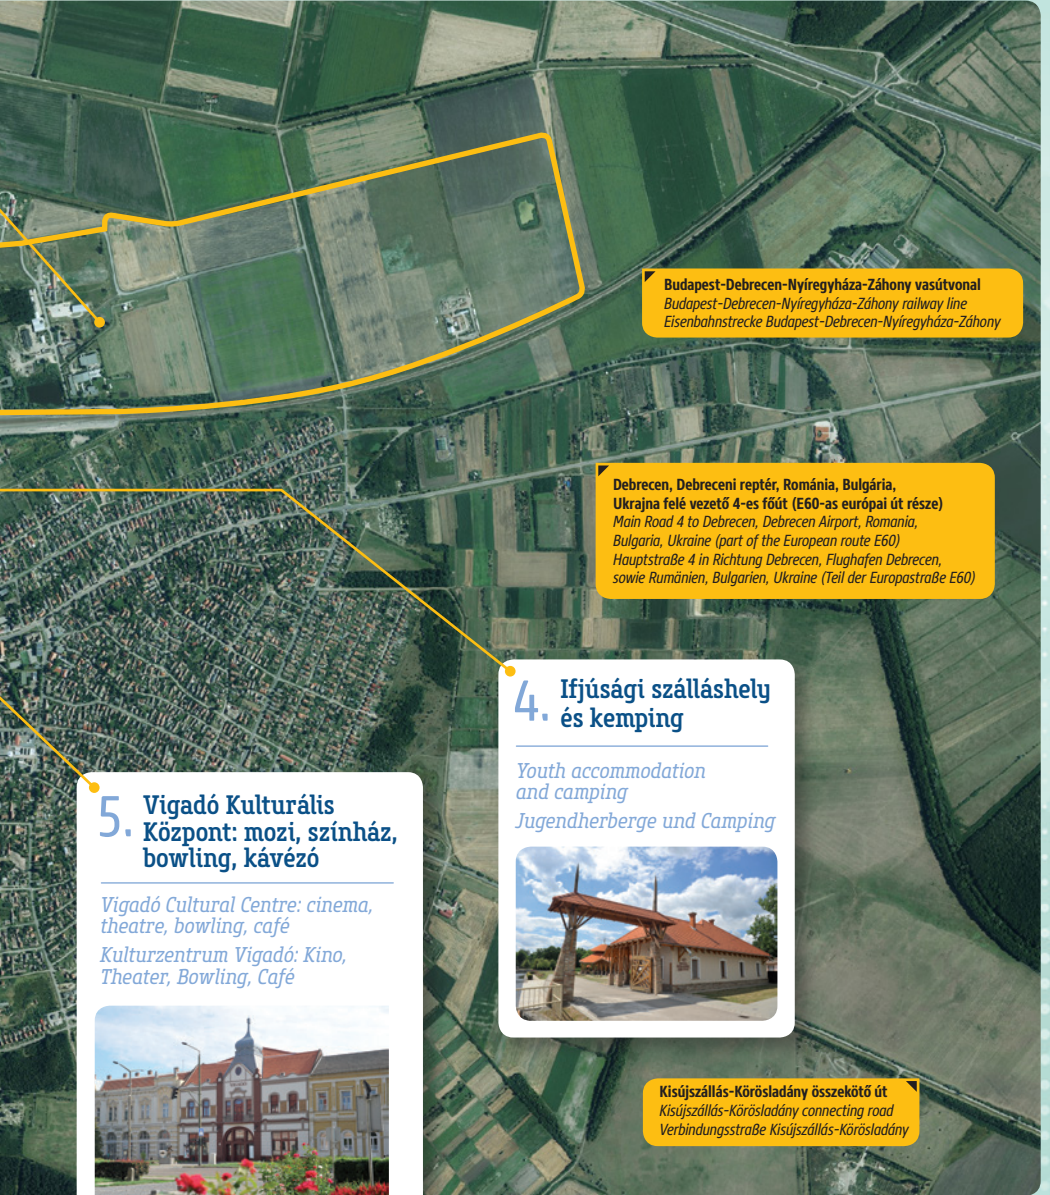 Budapest-Debrecen-Nyíregyháza-Záhony vasútvonal
Budapest-Debrecen-Nyíregyháza-Záhony railway line
Eisenbahnstrecke Budapest-Debrecen-Nyíregyháza-Záhony
Debrecen, Debreceni reptér, Románia, Bulgária,
Ukrajna felé vezető 4-es főút (E60-as európai út része)
Main Road 4 to Debrecen, Debrecen Airport, Romania,
Bulgaria, Ukraine (part of the European route E60)
Hauptstraße 4 in Richtung Debrecen, Flughafen Debrecen,
sowie Rumänien, Bulgarien, Ukraine (Teil der Europastraße E60)
4. Ifjúsági szálláshely
és kemping
Youth accommodation
and camping
Jugendherberge und Camping
5. Vigadó Kulturális
Központ: mozi, színház,
bowling, kávézó
Vigadó Cultural Centre: cinema,
theatre, bowling, café
Kulturzentrum Vigadó: Kino,
Theater, Bowling, Café
Kisújszállás-Körösladány összekötő út
Kisújszállás-Körösladány connecting road
Verbindungsstraße Kisújszállás-Körösladány